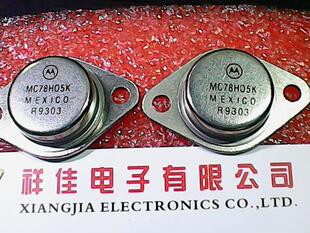 MC78H05K
MEXICO
R9303
MC78H05K
MEXICO
R9303
祥佳电子有限公司
XIANGJIA ELECTRONICS CO.,LTD.